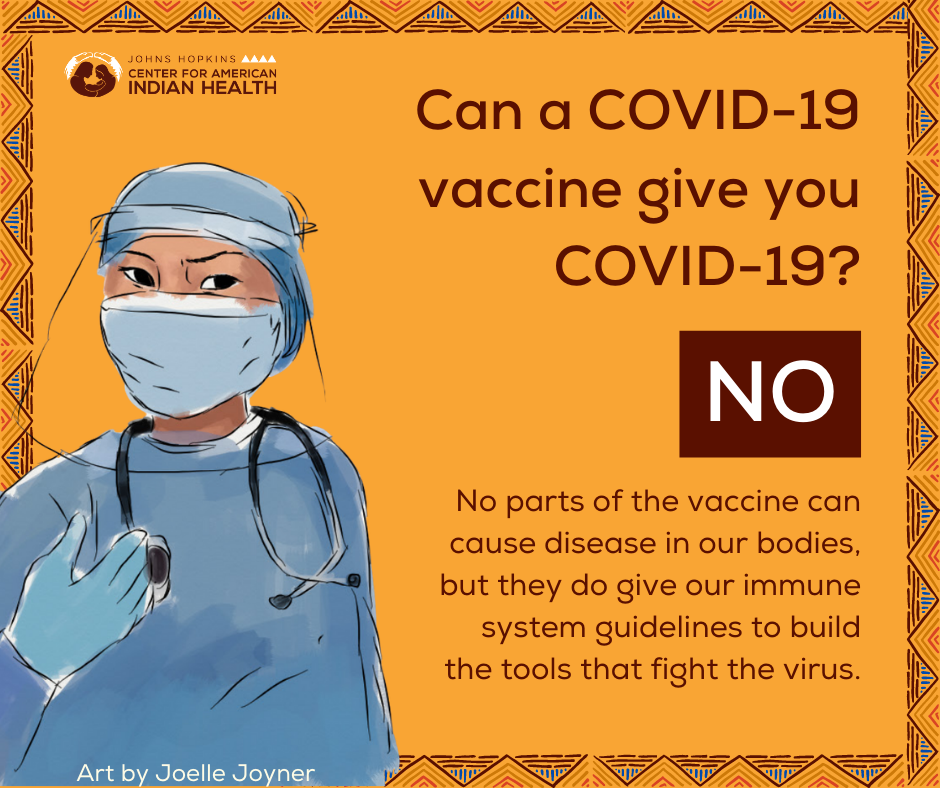 JOHNS HOPKINS
CENTER FOR AMERICAN
INDIAN HEALTH
Can a COVID-19
vaccine give you
COVID-19?
NO
No parts of the vaccine can
cause disease in our bodies,
but they do give our immune
system guidelines to build
the tools that fight the virus.
Art by Joelle Joyner